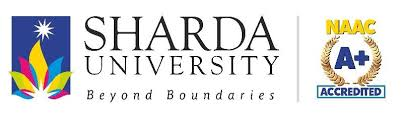 SHARDA
UNIVERSITY
Beyond Boundaries
NAAC
A+
ACCREDITED